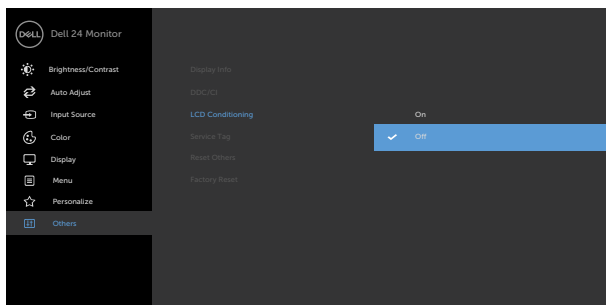 DELL
Dell 24 Monitor
Brightness/Contrast
Auto Adjust
Input Source
Color
Display
Menu
Personalize
Others
Display Info
DDC/CI
LCD Conditioning
Service Tag
Reset Others
Factory Reset
On
Off